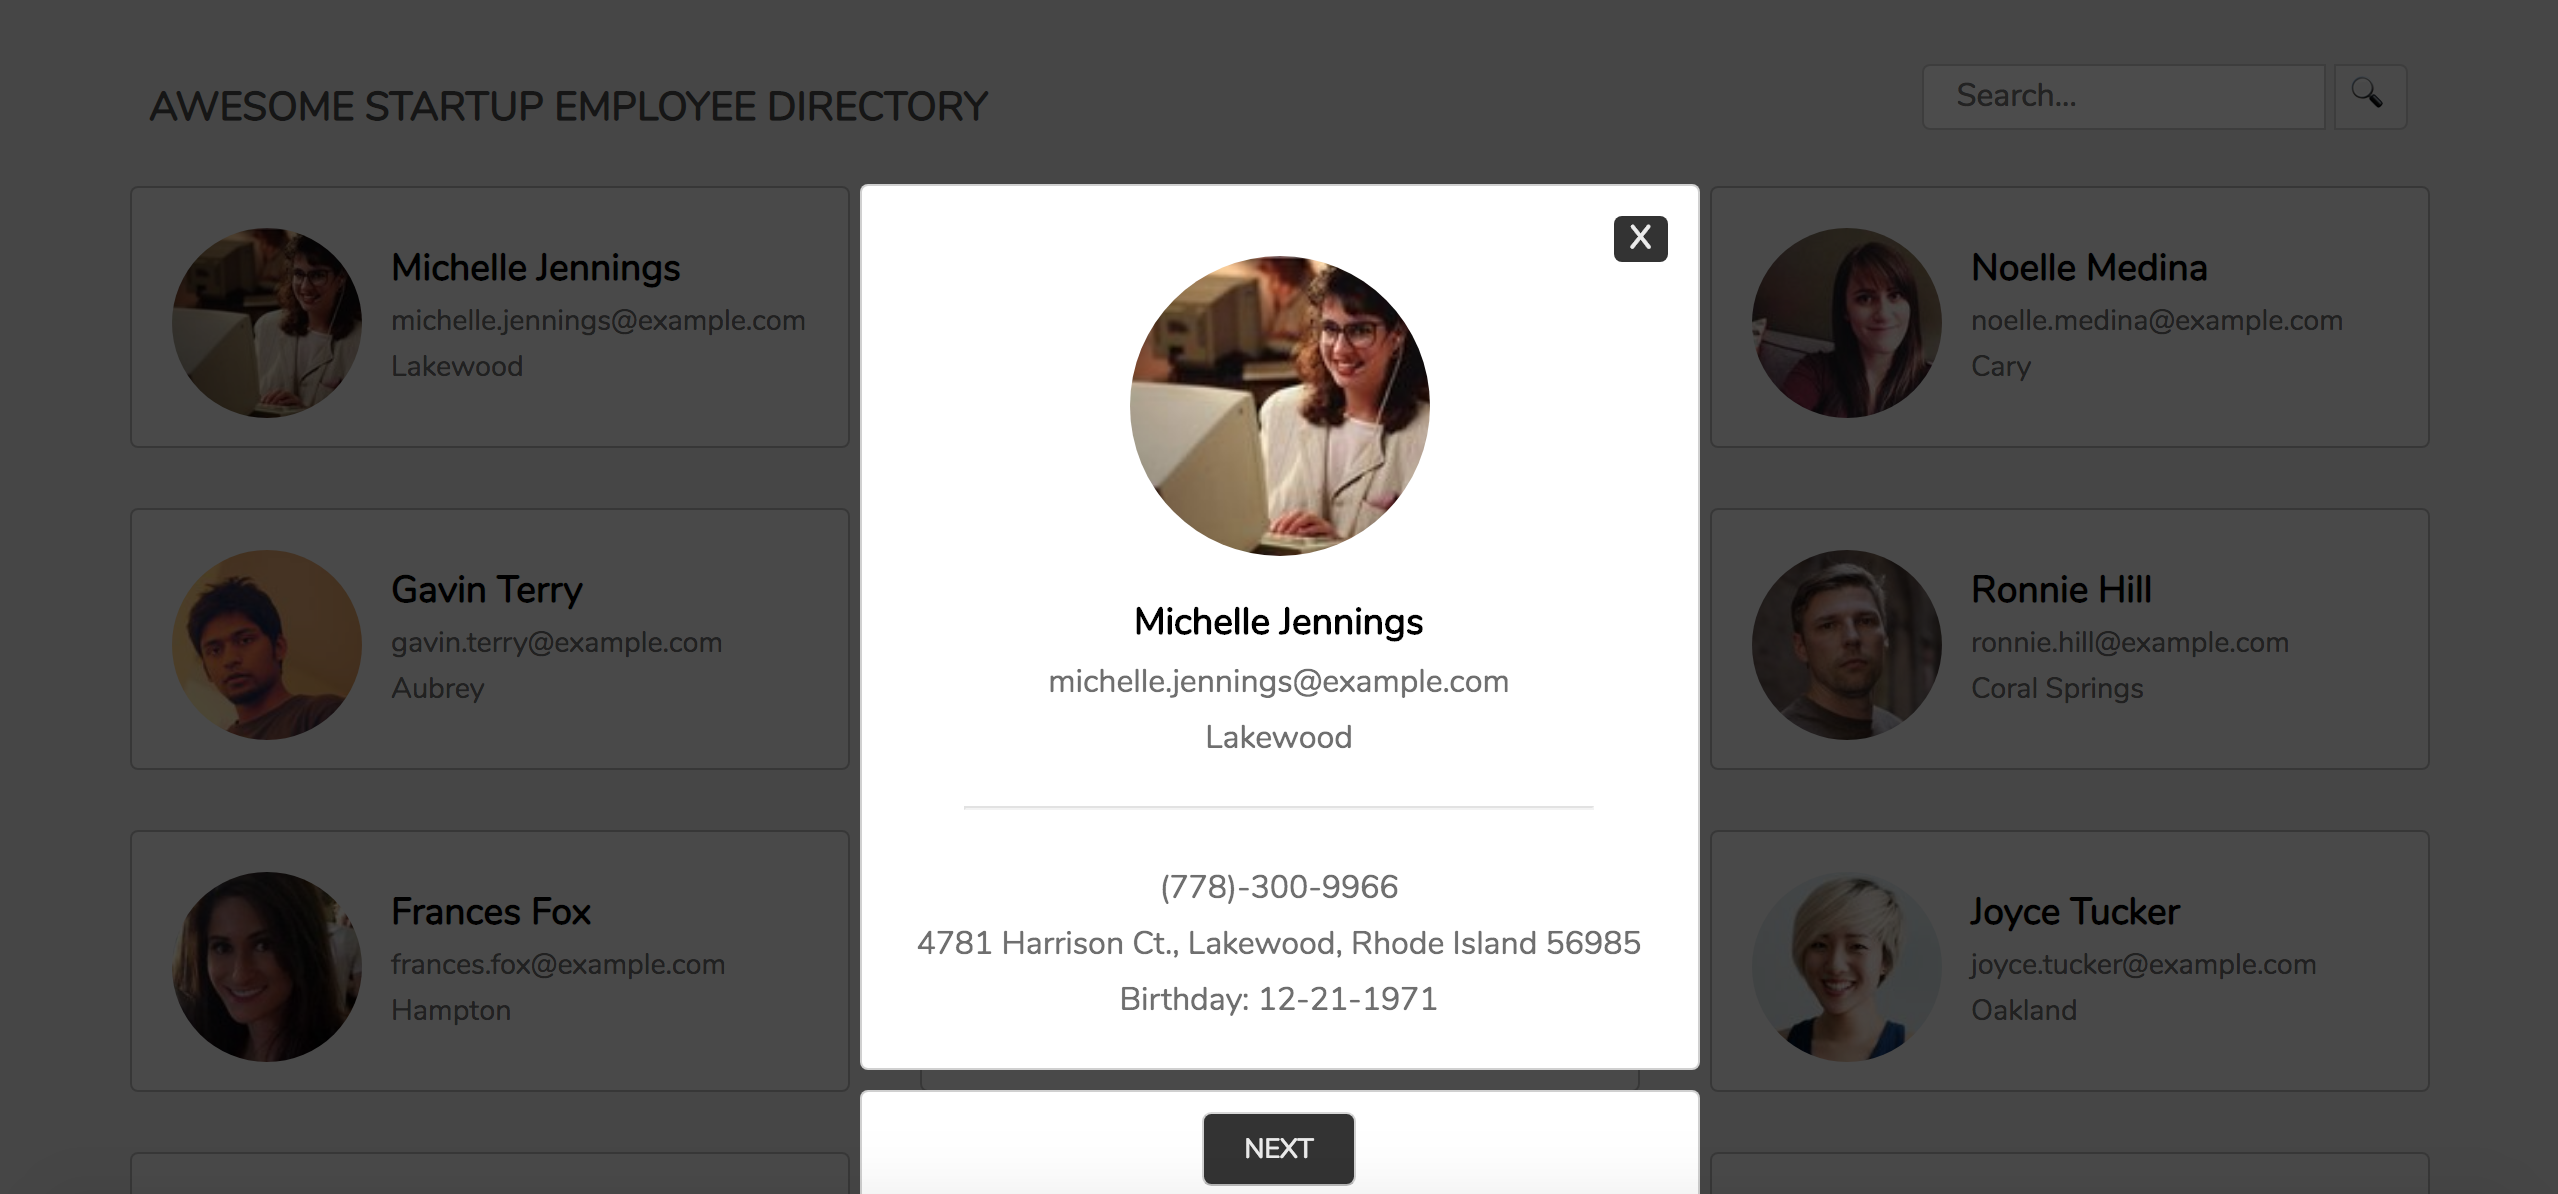 AWESOME STARTUP EMPLOYEE DIRECTORY
Search...
Michelle Jennings
michelle.jennings@example.com
Lakewood
X
Michelle Jennings
michelle.jennings@example.com
Lakewood
(778)-300-9966
4781 Harrison Ct., Lakewood, Rhode Island 56985
Birthday: 12-21-1971
NEXT
Noelle Medina
noelle.medina@example.com
Cary
Gavin Terry
gavin.terry@example.com
Aubrey
Ronnie Hill
ronnie.hill@example.com
Coral Springs
Frances Fox
frances.fox@example.com
Hampton
Joyce Tucker
joyce.tucker@example.com
Oakland